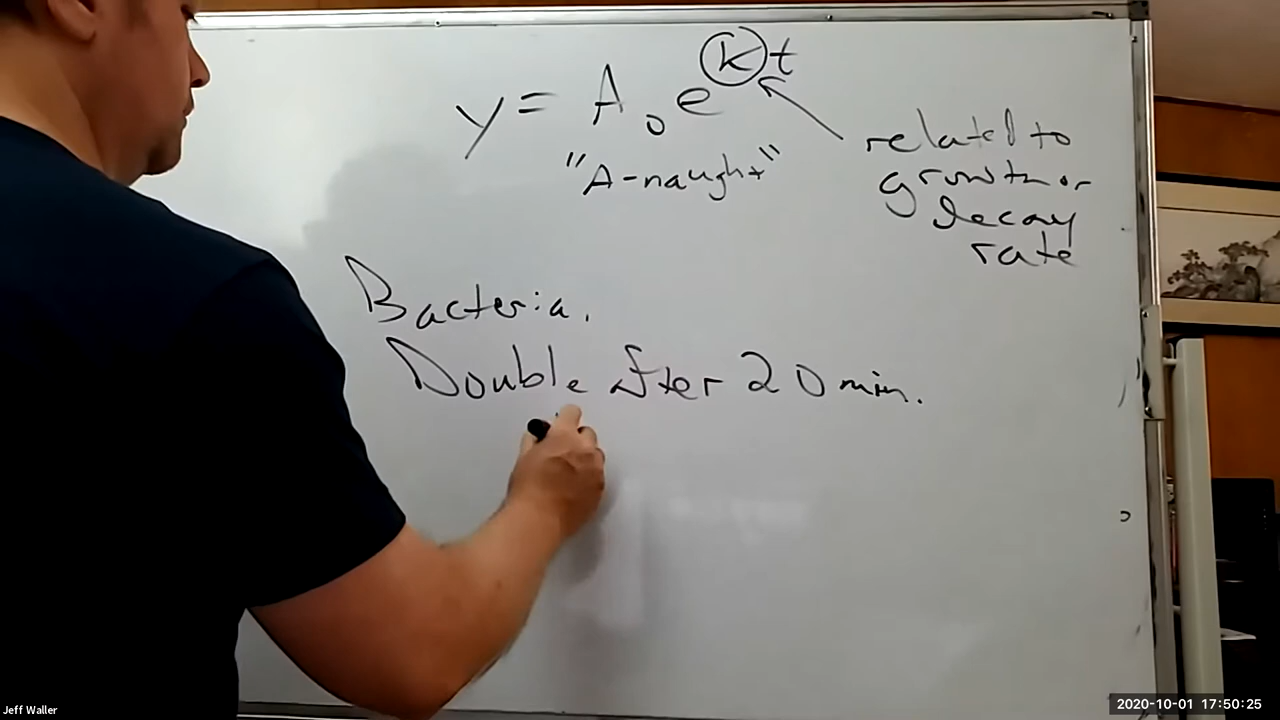 y = A₀ e^kt
"A-naught"
related to
growth or
decay
rate
Bacteria.
Double after 20 min.
Jeff Waller
2020-10-01 17:50:25